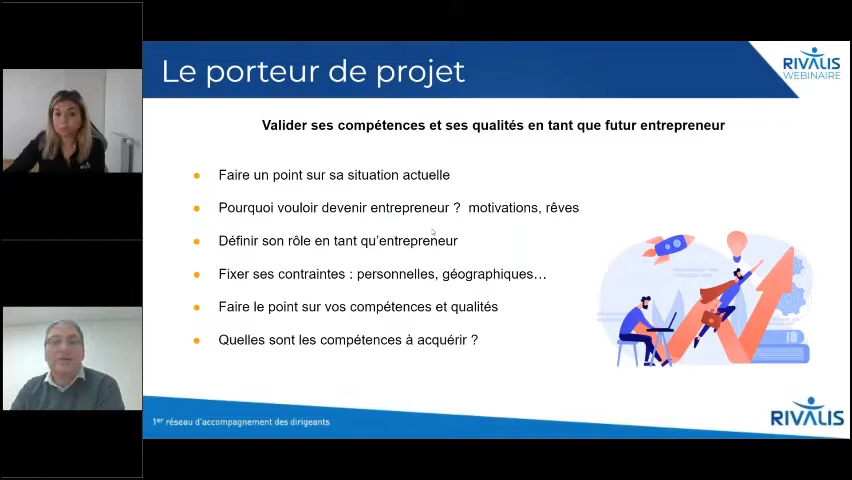 Le porteur de projet
RIVALIS
WEBINAIRE
Valider ses compétences et ses qualités en tant que futur entrepreneur
Faire un point sur sa situation actuelle
Pourquoi vouloir devenir entrepreneur ? motivations, rêves
Définir son rôle en tant qu'entrepreneur
Fixer ses contraintes : personnelles, géographiques...
Faire le point sur vos compétences et qualités
Quelles sont les compétences à acquérir ?
1er réseau d'accompagnement des dirigeants
RIVALIS